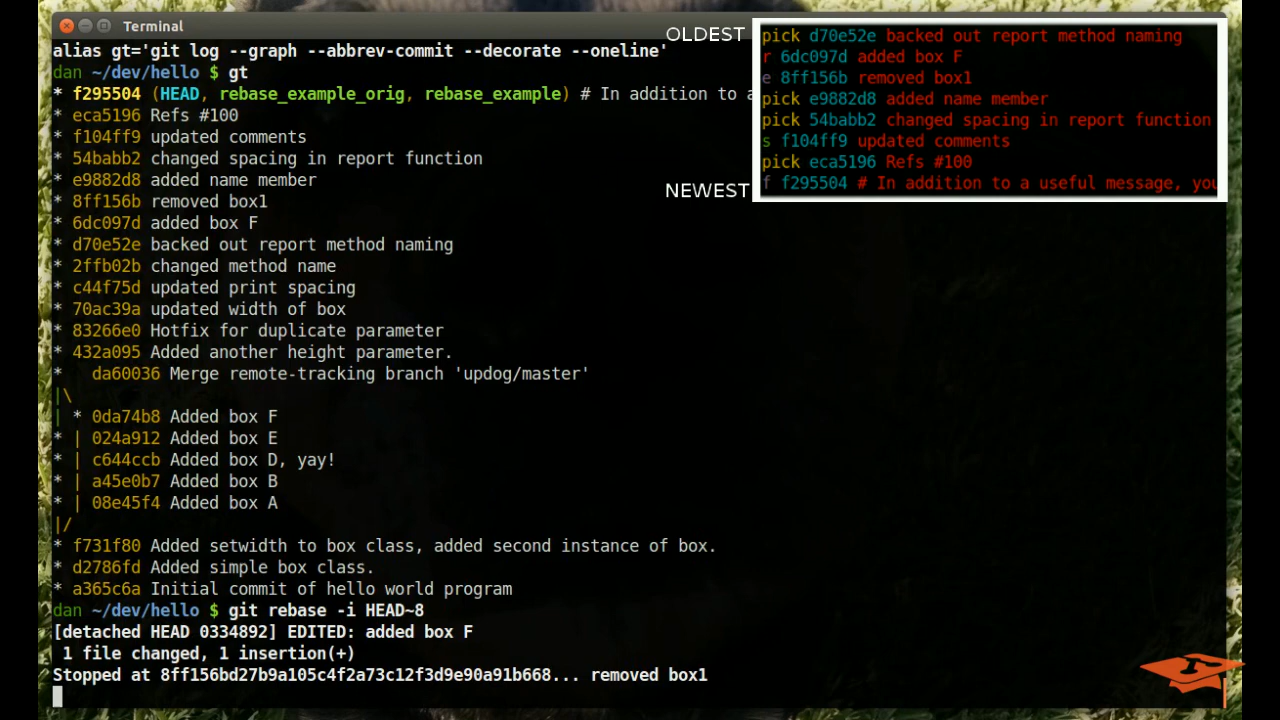 Terminal
alias gt='git log --graph --abbrev-commit --decorate --oneline'
dan ~/dev/hello $ gt
* f295504 (HEAD, rebase_example_orig, rebase_example) # In addition to a
* eca5196 Refs #100
* f104ff9 updated comments
* 54babb2 changed spacing in report function
* e9882d8 added name member
* 8ff156b removed box1
* 6dc097d added box F
* d70e52e backed out report method naming
* 2ffb02b changed method name
* c44f75d updated print spacing
* 70ac39a updated width of box
* 83266e0 Hotfix for duplicate parameter
* 432a095 Added another height parameter.
*   da60036 Merge remote-tracking branch 'updog/master'
|\
| * 0da74b8 Added box F
* | 024a912 Added box E
* | c644ccb Added box D, yay!
* | a45e0b7 Added box B
* | 08e45f4 Added box A
|/
* f731f80 Added setwidth to box class, added second instance of box.
* d2786fd Added simple box class.
* a365c6a Initial commit of hello world program
dan ~/dev/hello $ git rebase -i HEAD~8
[detached HEAD 0334892] EDITED: added box F
 1 file changed, 1 insertion(+)
Stopped at 8ff156bd27b9a105c4f2a73c12f3d9e90a91b668... removed box1
OLDEST
pick d70e52e backed out report method naming
r 6dc097d added box F
e 8ff156b removed box1
pick e9882d8 added name member
pick 54babb2 changed spacing in report function
s f104ff9 updated comments
pick eca5196 Refs #100
NEWEST
f f295504 # In addition to a useful message, you